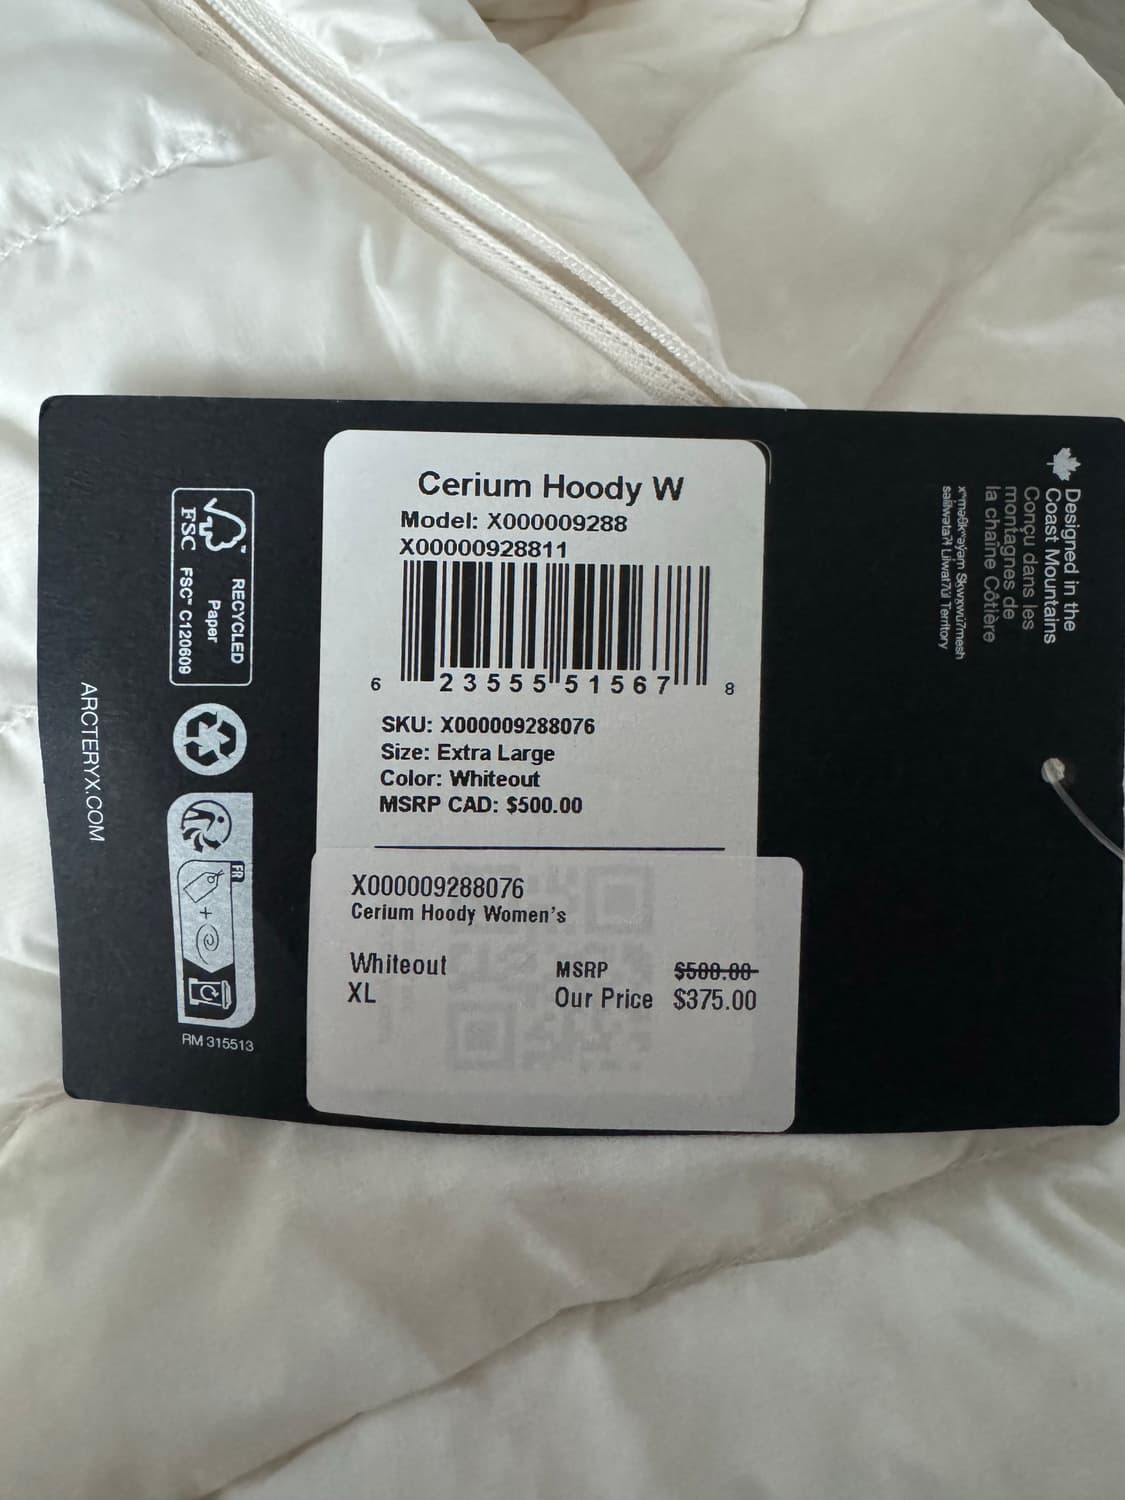 Cerium Hoody W
Model: X000009288
X00000928811
6 23555 51567 8
SKU: X000009288076
Size: Extra Large
Color: Whiteout
MSRP CAD: $500.00
X000009288076
Cerium Hoody Women's
Whiteout
XL
MSRP $500.00
Our Price $375.00
Designed in the
Coast Mountains
Conçu dans les
montagnes de
la chaîne Côtière
Territory
FSC
RECYCLED
Paper
FSC™ C120609
FR
RM 315513
ARCTERYX.COM